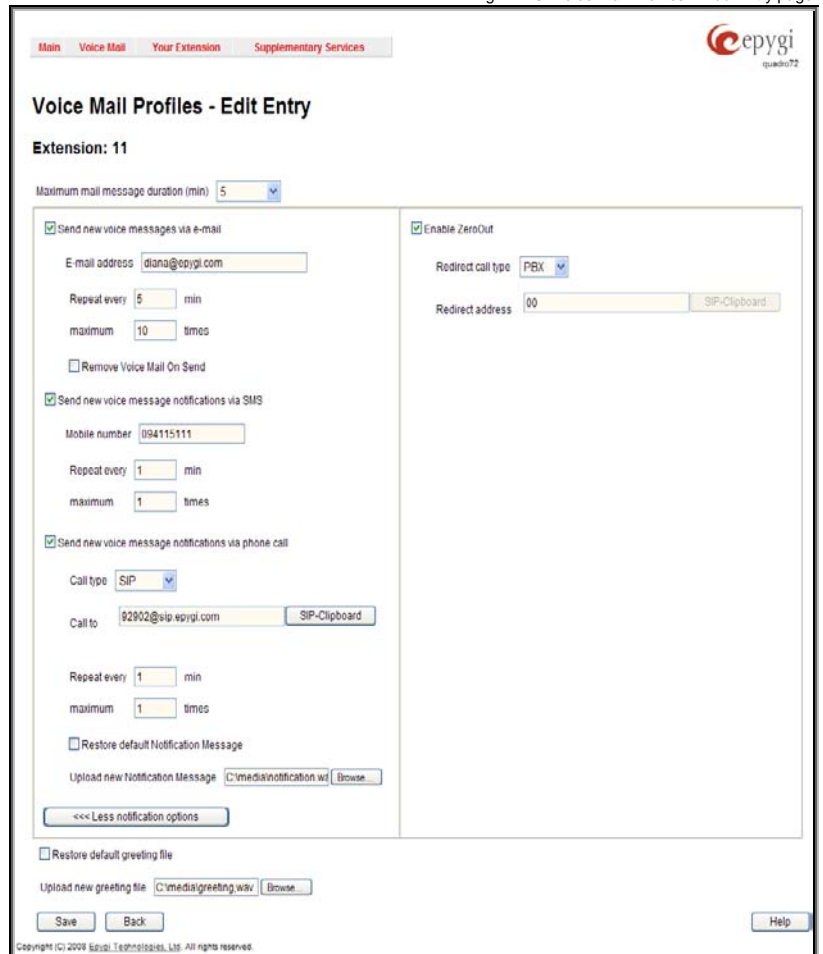 Main Voice Mail Your Extension Supplementary Services
epygi
quadro72
Voice Mail Profiles - Edit Entry
Extension: 11
Maximum mail message duration (min) 5
Send new voice messages via e-mail
E-mail address diana@epygi.com
Repeat every 5 min
maximum 10 times
Remove Voice Mail On Send
Send new voice message notifications via SMS
Mobile number 094115111
Repeat every 1 min
maximum 1 times
Send new voice message notifications via phone call
Call type SIP
Call to 92902@sip.epygi.com SIP-Clipboard
Repeat every 1 min
maximum 1 times
Restore default Notification Message
Upload new Notification Message C:\media\notification.wa Browse...
<<< Less notification options
Enable ZeroOut
Redirect call type PBX
Redirect address 00 SIP-Clipboard
Restore default greeting file
Upload new greeting file C:\media\greeting.wav Browse...
Save Back Help
Copyright (C) 2008 Epygi Technologies, Ltd. All rights reserved.